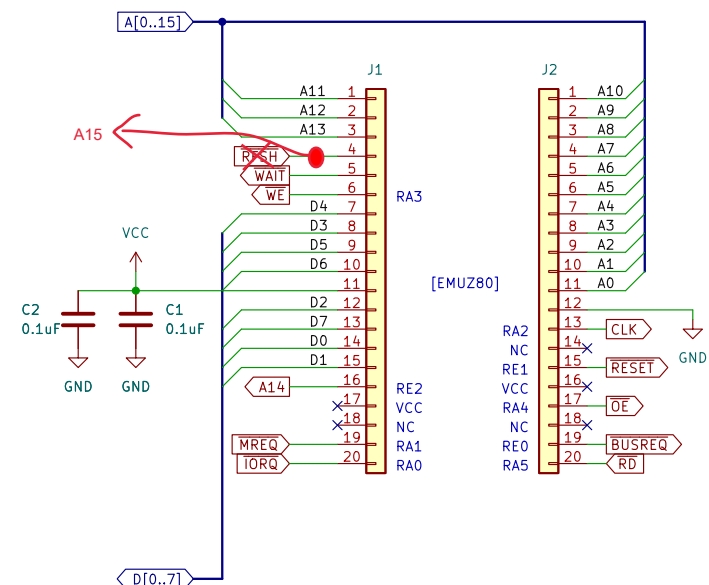 A[0..15]
J1
J2
A11 1
A12 2
A13 3
A15
RFSH 4
WAIT 5
WE 6
RA3
D4 7
D3 8
D5 9
D6 10
11
D2 12
D7 13
D0 14
D1 15
A14 16
RE2
17
VCC
18
NC
MREQ 19
RA1
IORQ 20
RA0
VCC
C2
0.1uF
C1
0.1uF
GND
GND
[EMUZ80]
1 A10
2 A9
3 A8
4 A7
5 A6
6 A5
7 A4
8 A3
9 A2
10 A1
11 A0
12
GND
RA2 13 CLK
NC 14
RE1 15 RESET
VCC 16
RA4 17 OE
NC 18
RE0 19 BUSREQ
RA5 20 RD
D[0..7]